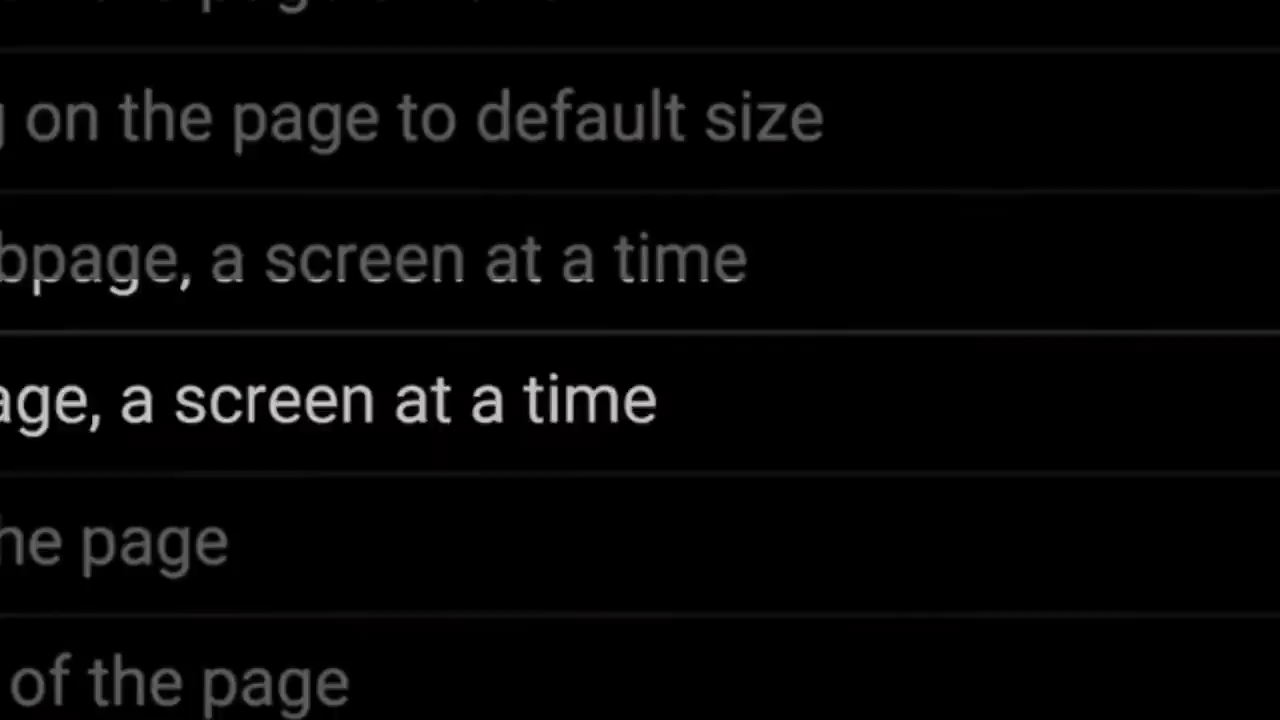 on the page to default size
bpage, a screen at a time
age, a screen at a time
he page
of the page